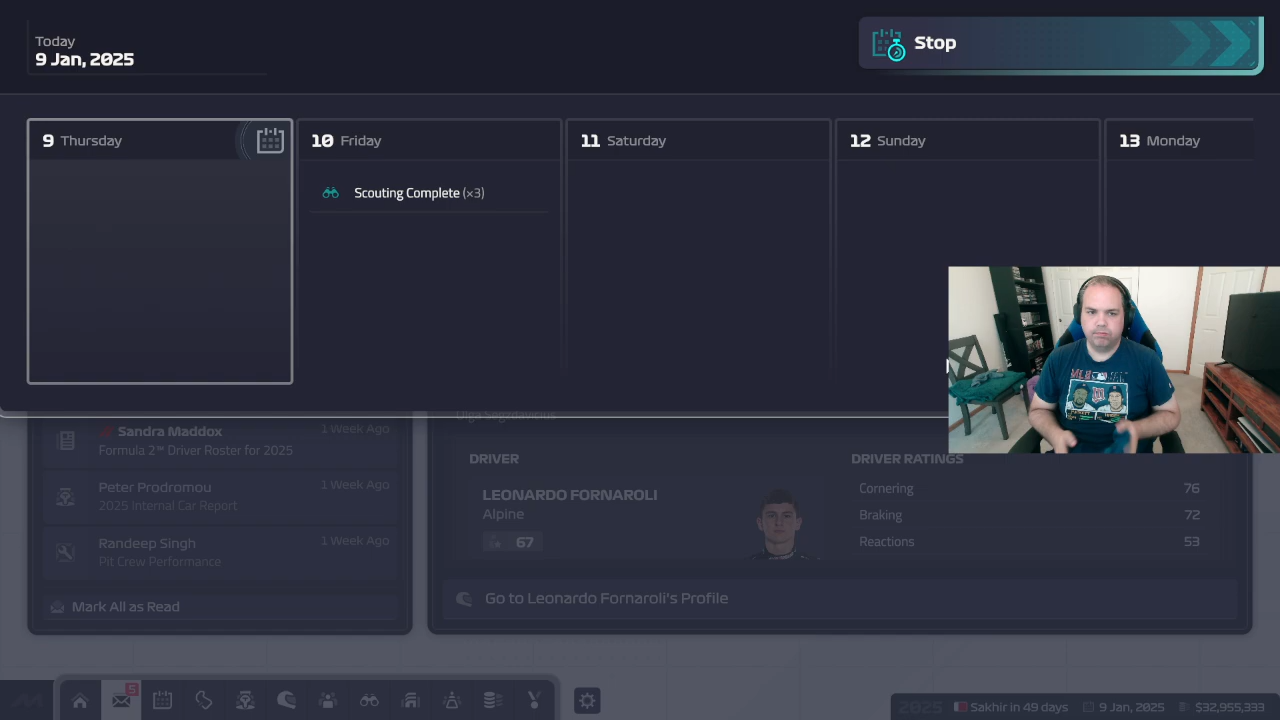 Today
9 Jan, 2025
Stop
9 Thursday
10 Friday
11 Saturday
12 Sunday
13 Monday
Scouting Complete (×3)
Sandra Maddox
1 Week Ago
Formula 2™ Driver Roster for 2025
Peter Prodromou
1 Week Ago
2025 Internal Car Report
Randeep Singh
1 Week Ago
Pit Crew Performance
Mark All as Read
DRIVER
LEONARDO FORNAROLI
Alpine
67
DRIVER RATINGS
Cornering 76
Braking 72
Reactions 53
Go to Leonardo Fornaroli's Profile
5
2025
Sakhir in 49 days
9 Jan, 2025
$32,955,333